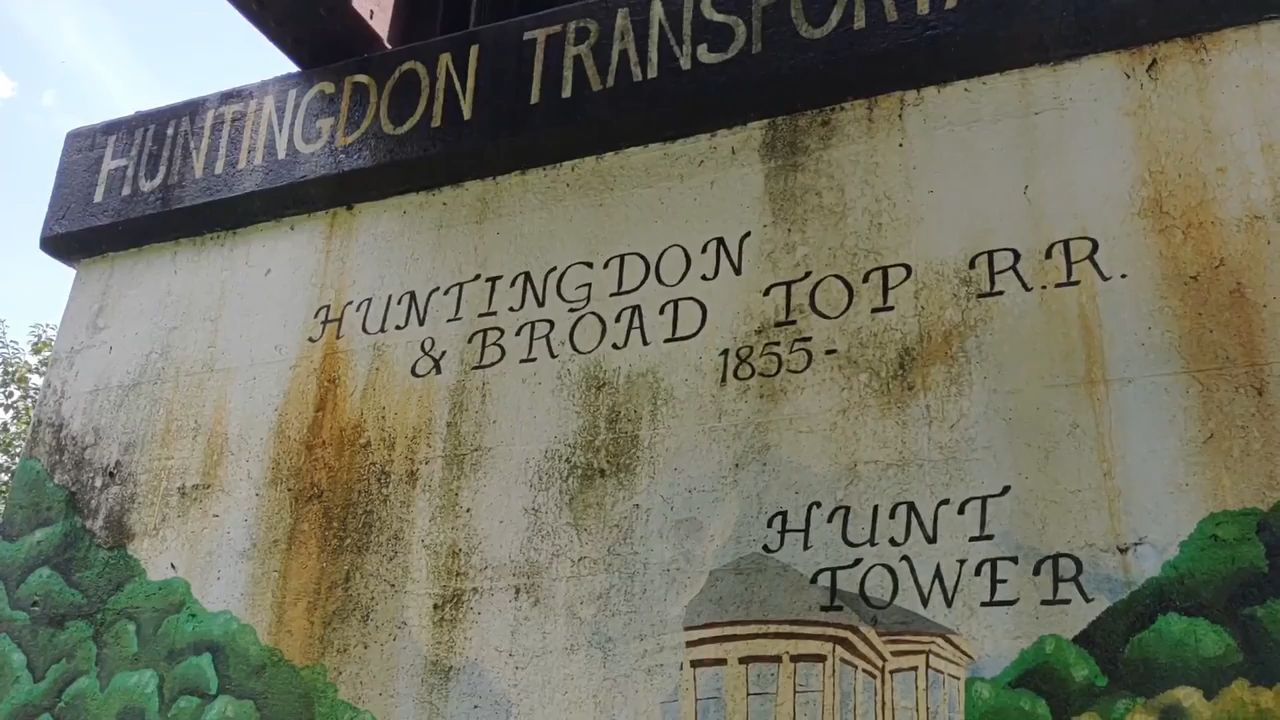 HUNTINGDON
HUNTINGDON
& BROAD TOP R.R.
1855-
HUNT
TOWER